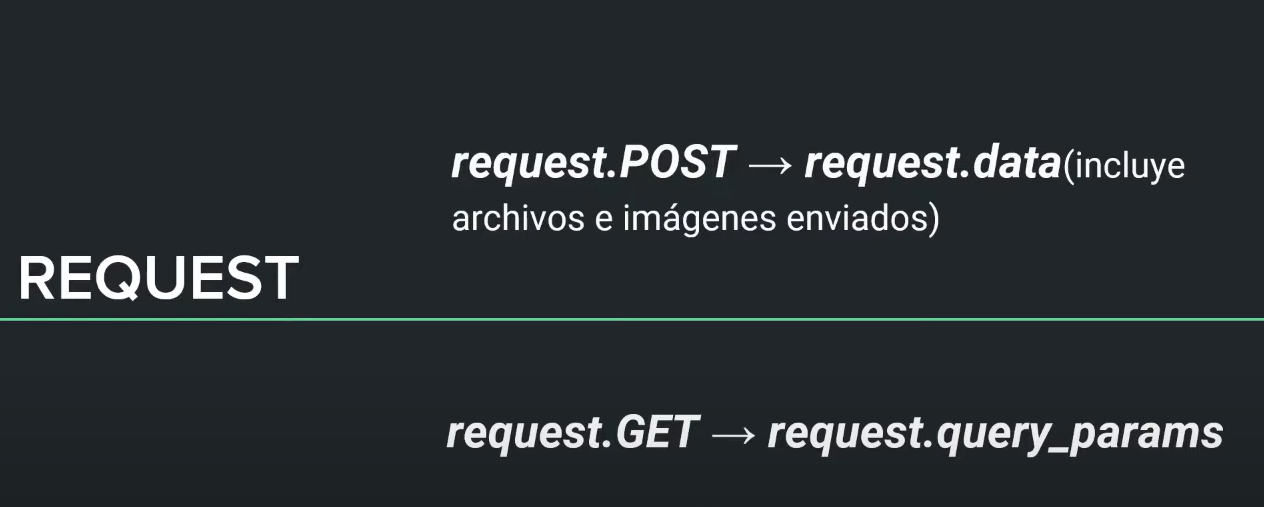 request.POST → request.data(incluye
archivos e imágenes enviados)
REQUEST
request.GET → request.query_params